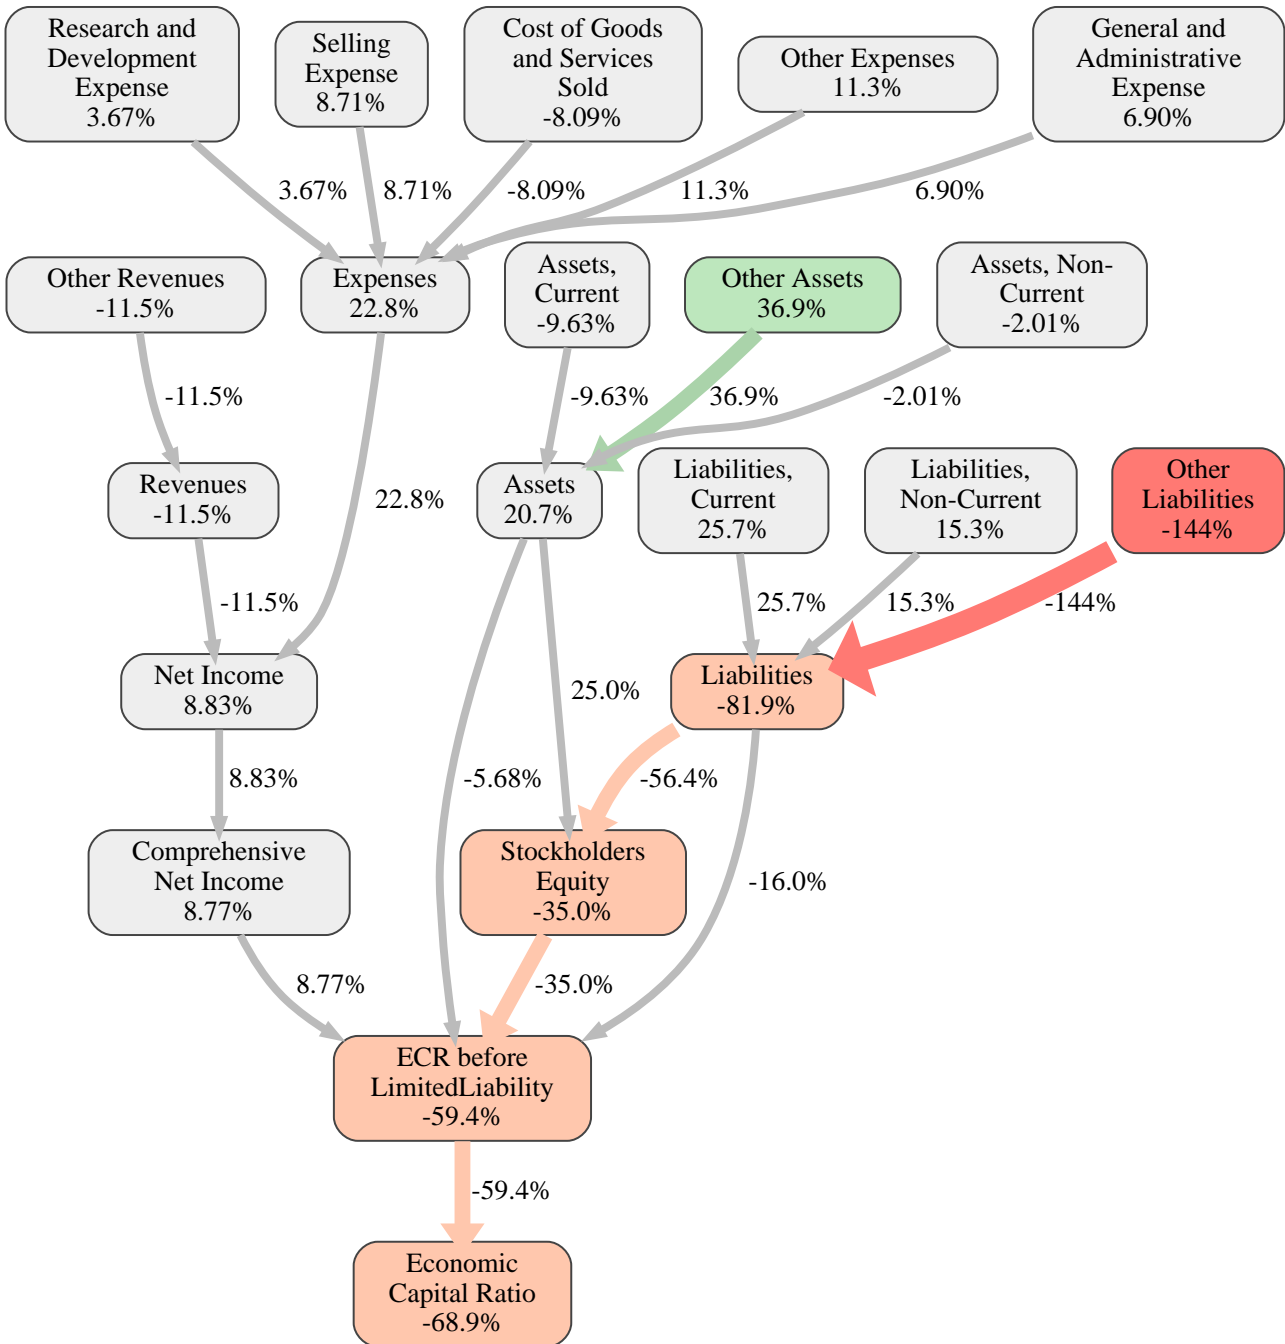 Research and
Development
Expense
3.67%
Selling
Expense
8.71%
Cost of Goods
and Services
Sold
-8.09%
Other Expenses
11.3%
General and
Administrative
Expense
6.90%
3.67%
8.71%
-8.09%
11.3%
6.90%
Other Revenues
-11.5%
Expenses
22.8%
Assets,
Current
-9.63%
Other Assets
36.9%
Assets, Non-
Current
-2.01%
-11.5%
-9.63%
36.9%
-2.01%
Revenues
-11.5%
22.8%
Assets
20.7%
Liabilities,
Current
25.7%
Liabilities,
Non-Current
15.3%
Other
Liabilities
-144%
-11.5%
25.7%
15.3%
-144%
Net Income
8.83%
25.0%
Liabilities
-81.9%
8.83%
-5.68%
-56.4%
Comprehensive
Net Income
8.77%
Stockholders
Equity
-35.0%
-16.0%
8.77%
-35.0%
ECR before
LimitedLiability
-59.4%
-59.4%
Economic
Capital Ratio
-68.9%